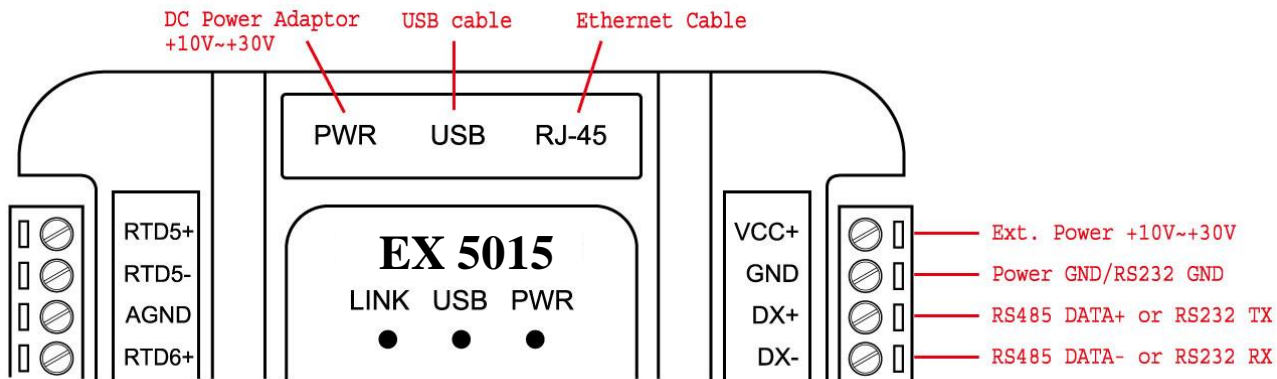 DC Power Adaptor
+10V~+30V
USB cable
Ethernet Cable
PWR USB RJ-45
RTD5+
RTD5-
AGND
RTD6+
EX 5015
LINK USB PWR
VCC+
GND
DX+
DX-
Ext. Power +10V~+30V
Power GND/RS232 GND
RS485 DATA+ or RS232 TX
RS485 DATA- or RS232 RX